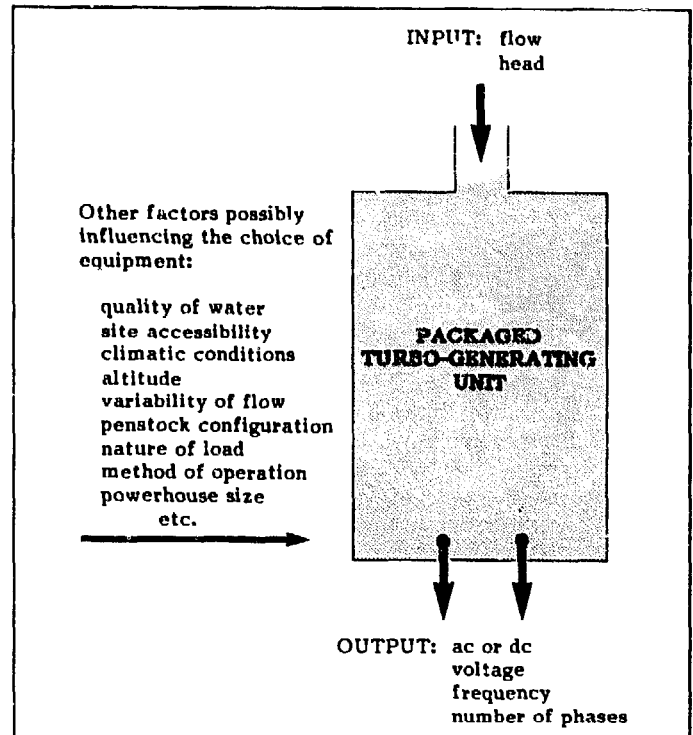 INPUT: flow
head
Other factors possibly
influencing the choice of
equipment:
quality of water
site accessibility
climatic conditions
altitude
variability of flow
penstock configuration
nature of load
method of operation
powerhouse size
etc.
PACKAGED
TURBO-GENERATING
UNIT
OUTPUT: ac or dc
voltage
frequency
number of phases